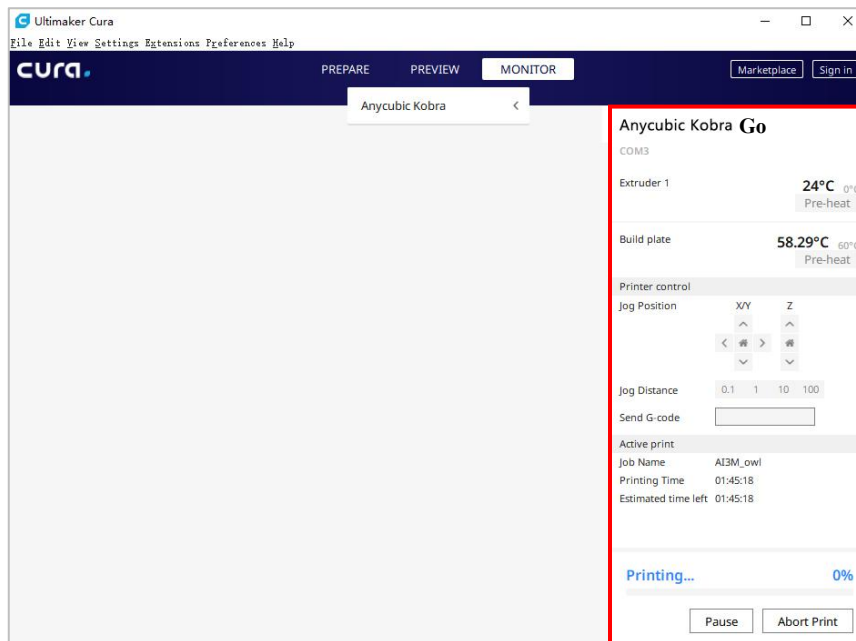 Ultimaker Cura
File Edit View Settings Extensions Preferences Help
cura.
PREPARE PREVIEW MONITOR
Marketplace Sign in
Anycubic Kobra
Anycubic Kobra Go
COM3
Extruder 1 24°C 0°C
Pre-heat
Build plate 58.29°C 60°C
Pre-heat
Printer control
Jog Position X/Y Z
Jog Distance 0.1 1 10 100
Send G-code
Active print
Job Name AI3M_owl
Printing Time 01:45:18
Estimated time left 01:45:18
Printing... 0%
Pause Abort Print